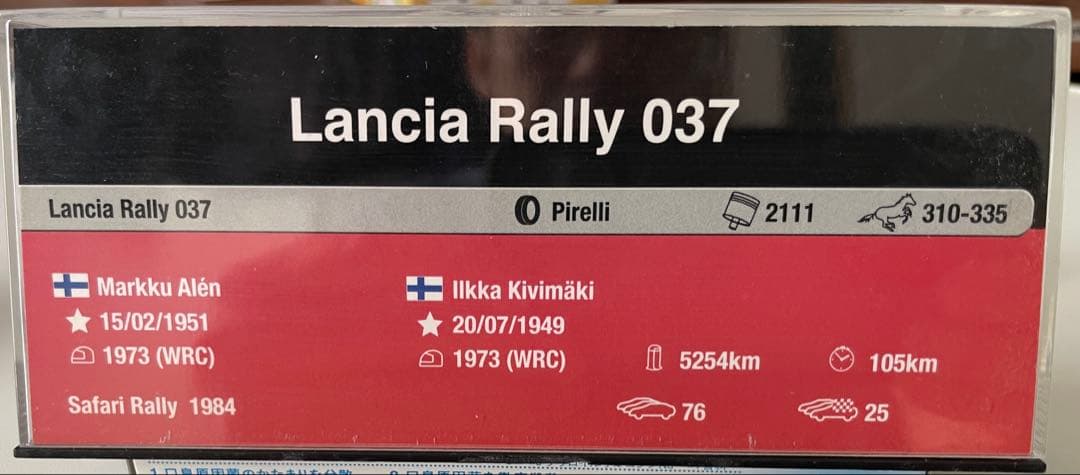 Lancia Rally 037
Lancia Rally 037 Pirelli 2111 310-335
Markku Alén Ilkka Kivimäki
15/02/1951 20/07/1949
1973 (WRC) 1973 (WRC) 5254km 105km
Safari Rally 1984 76 25